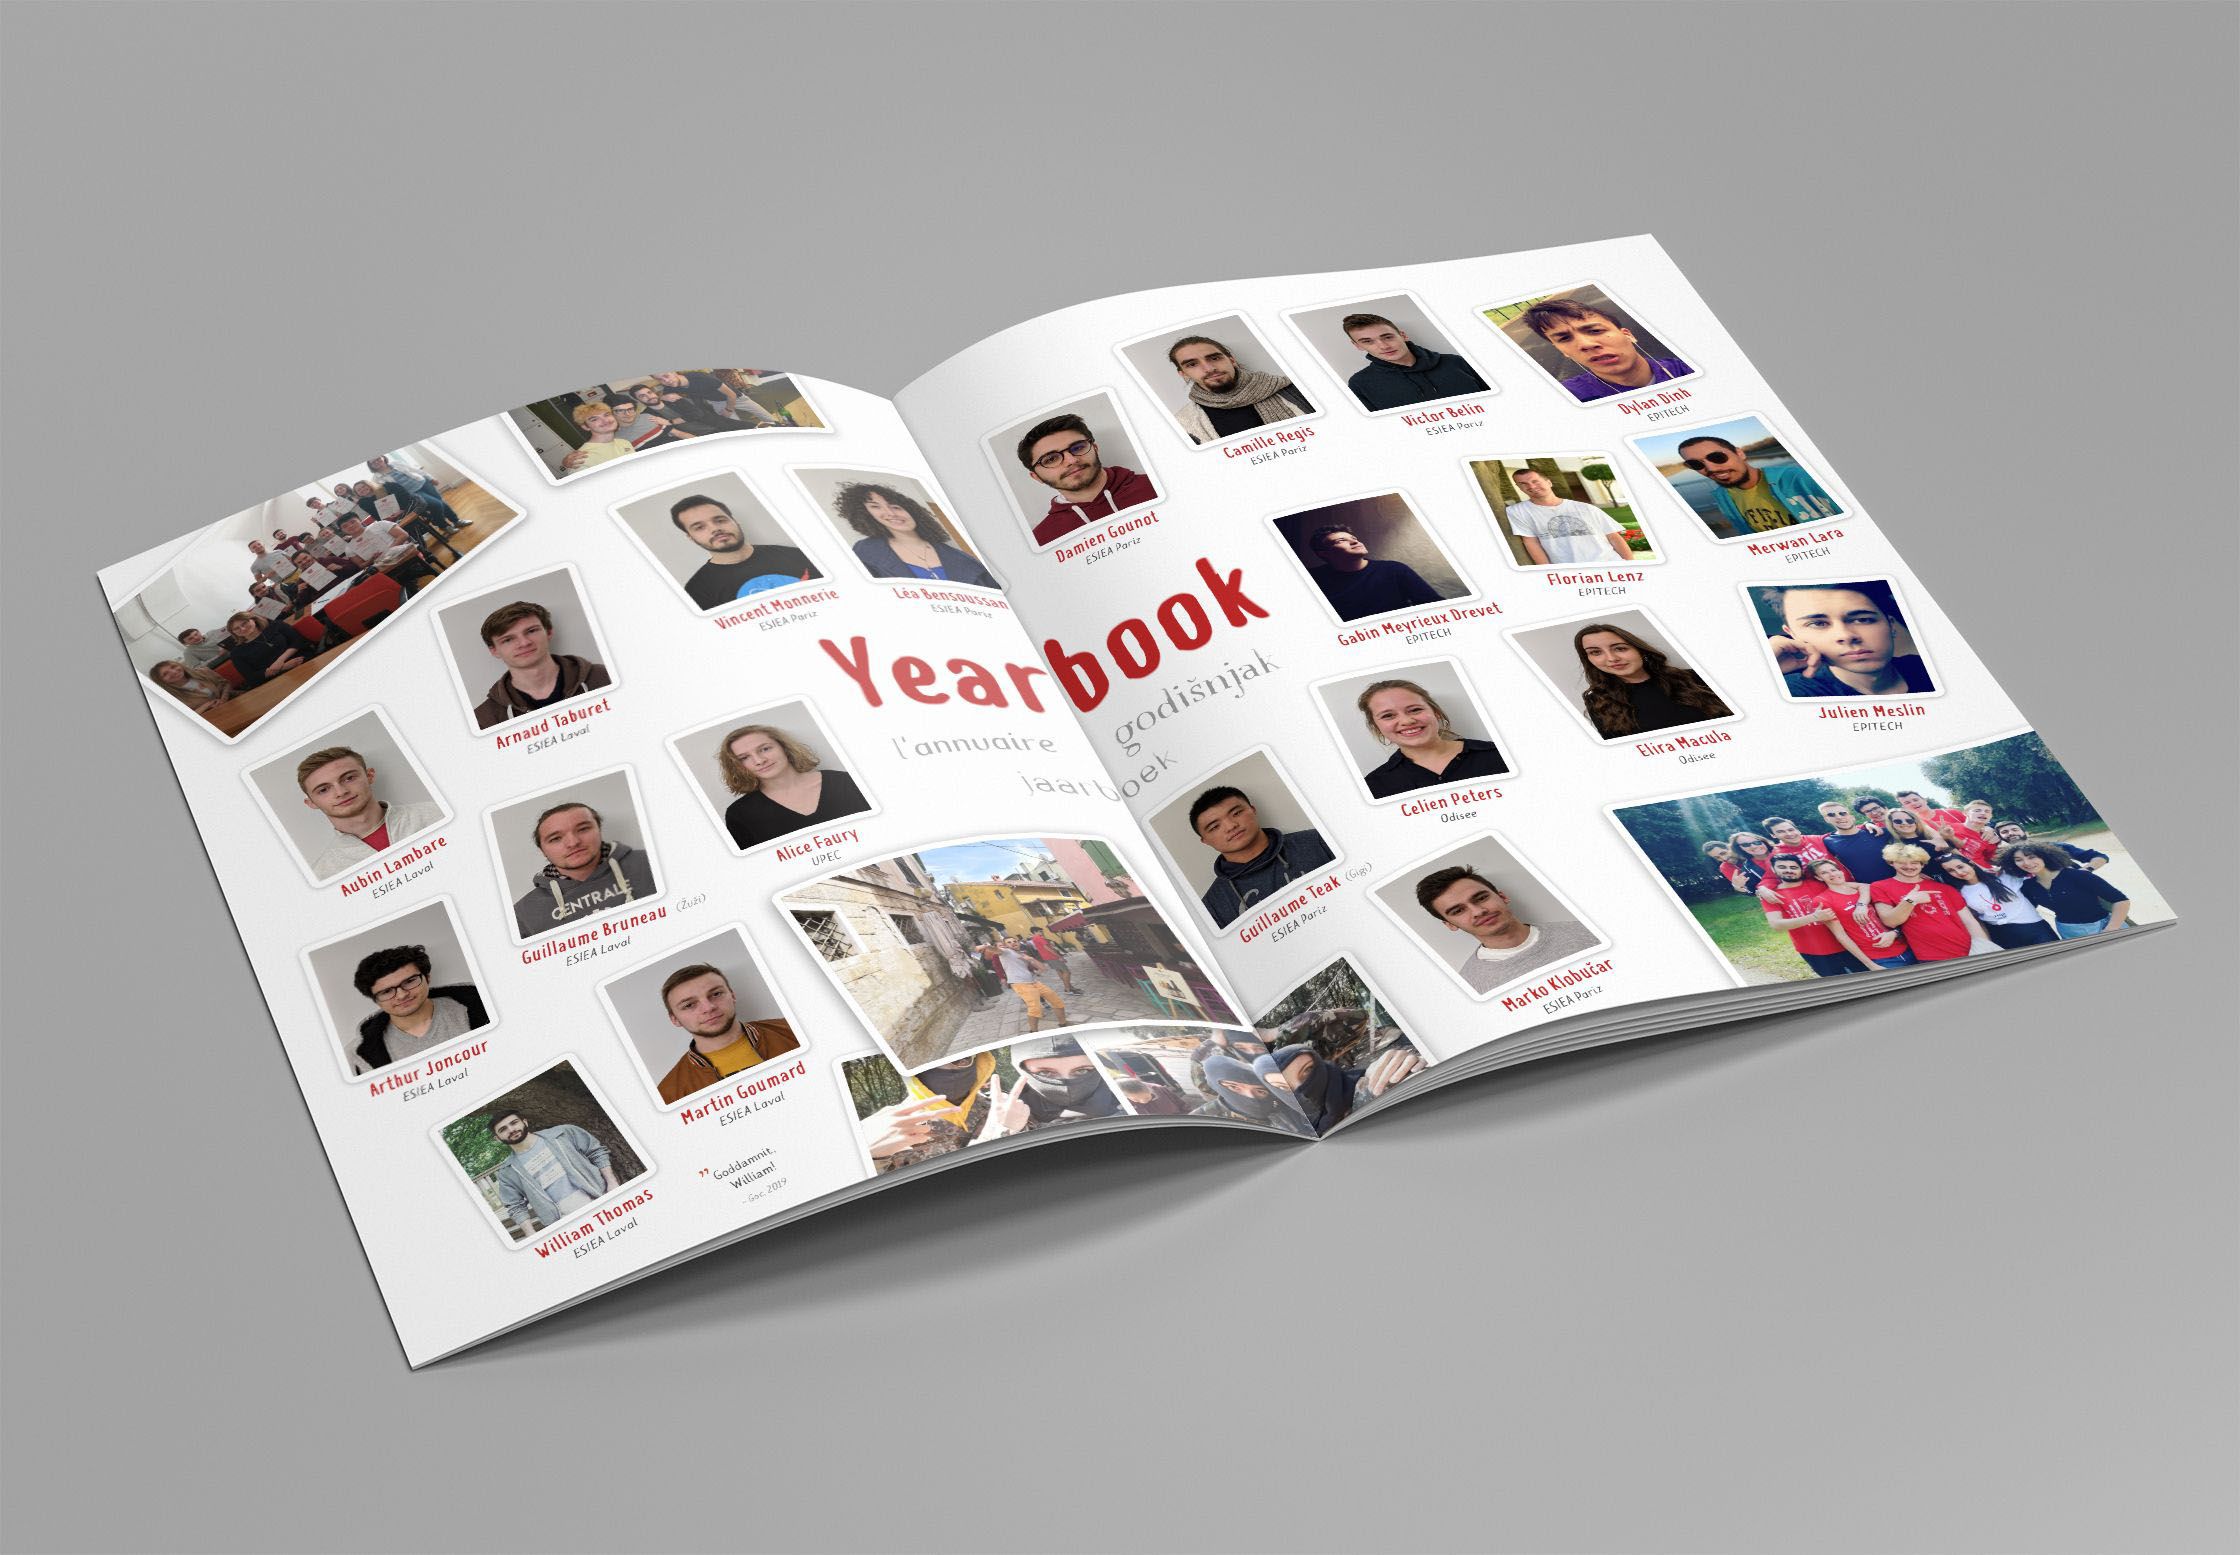 Vincent Monnerie
ESIEA Pariz
Léa Bensoussan
ESIEA Pariz
Arnaud Taburet
ESIEA Laval
Aubin Lambare
ESIEA Laval
CENTRALE
Guillaume Bruneau (Žuži)
ESIEA Laval
Alice Faury
UPEC
Arthur Joncour
ESIEA Laval
Martin Goumard
ESIEA Laval
William Thomas
ESIEA Laval
” Goddamnit,
William!
– Goc, 2019
Yearbook
l'annuaire
godišnjak
jaarboek
Damien Gounot
ESIEA Pariz
Camille Regis
ESIEA Pariz
Victor Belin
ESIEA Pariz
Dylan Dinh
EPITECH
Gabin Meyrieux Drevet
EPITECH
Florian Lenz
EPITECH
Merwan Lara
EPITECH
Guillaume Teak (Gigi)
ESIEA Pariz
Celien Peters
Odisee
Elira Macula
Odisee
Julien Meslin
EPITECH
Marko Klobučar
ESIEA Pariz